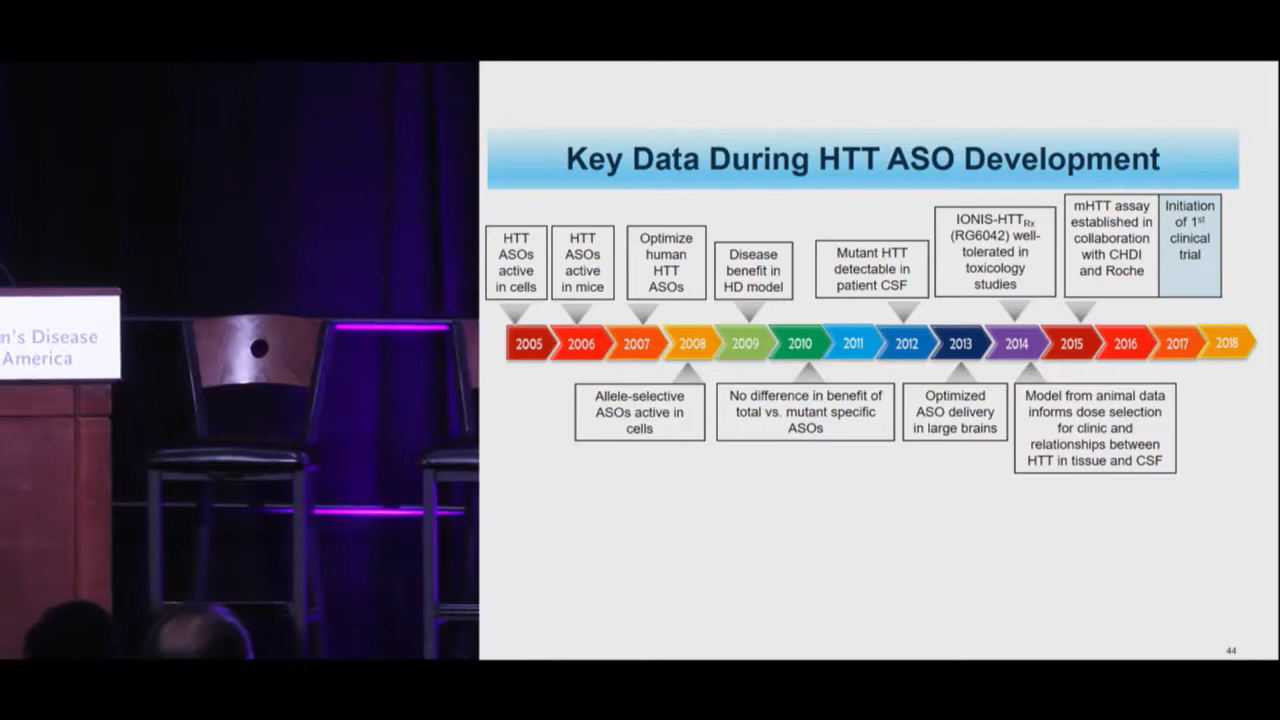 n's Disease
America
Key Data During HTT ASO Development
HTT
ASOs
active
in cells
HTT
ASOs
active
in mice
Optimize
human
HTT
ASOs
Disease
benefit in
HD model
Mutant HTT
detectable in
patient CSF
IONIS-HTTRx
(RG6042) well-
tolerated in
toxicology
studies
mHTT assay
established in
collaboration
with CHDI
and Roche
Initiation
of 1st
clinical
trial
2005 2006 2007 2008 2009 2010 2011 2012 2013 2014 2015 2016 2017 2018
Allele-selective
ASOs active in
cells
No difference in benefit of
total vs. mutant specific
ASOs
Optimized
ASO delivery
in large brains
Model from animal data
informs dose selection
for clinic and
relationships between
HTT in tissue and CSF
44